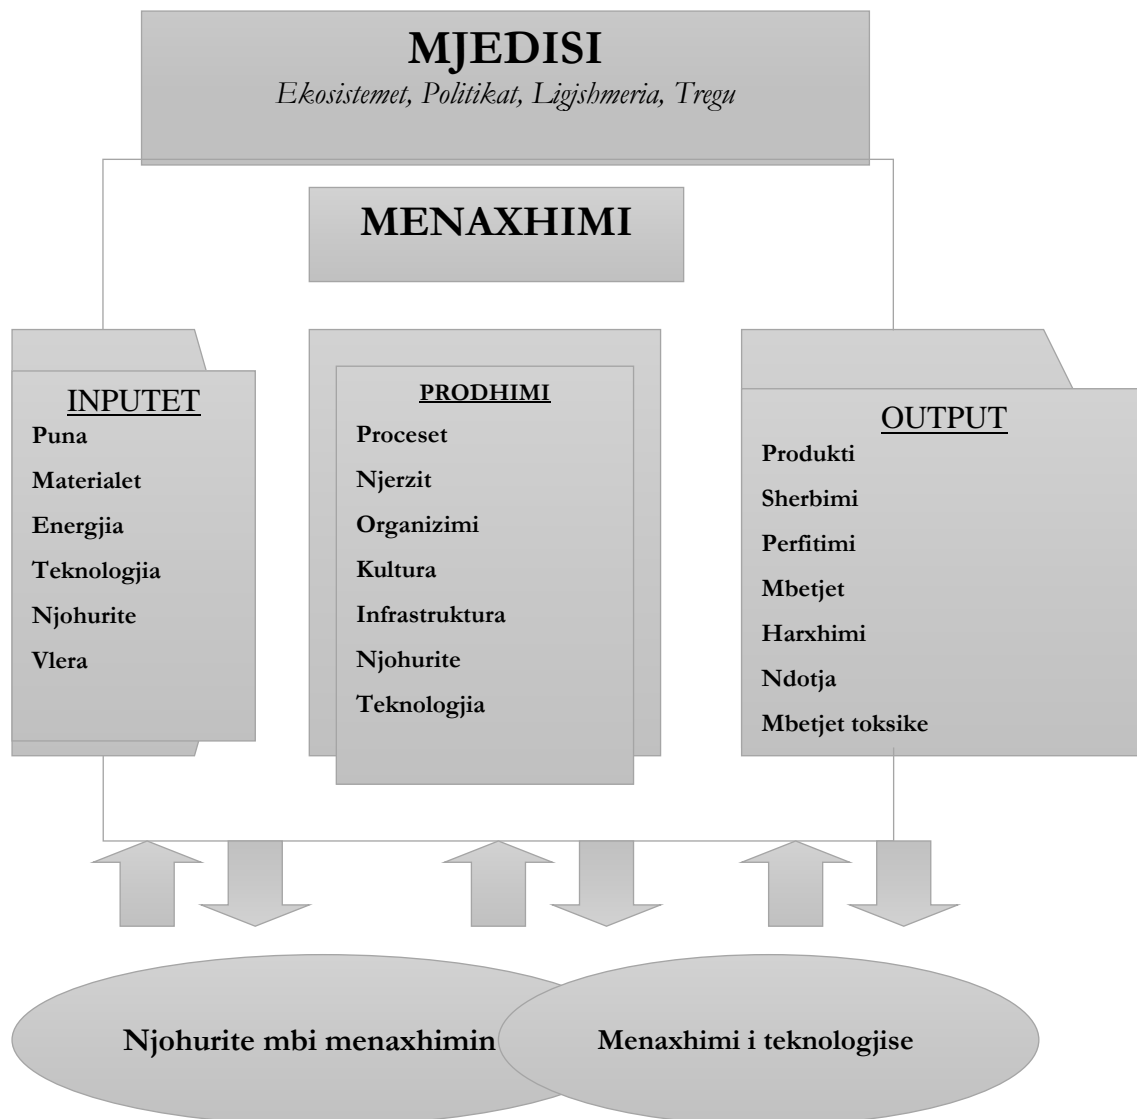 MJEDISI
Ekosistemet, Politikat, Ligjshmeria, Tregu
MENAXHIMI
INPUTET
Puna
Materialet
Energjia
Teknologjia
Njohurite
Vlera
PRODHIMI
Proceset
Njerzit
Organizimi
Kultura
Infrastruktura
Njohurite
Teknologjia
OUTPUT
Produkti
Sherbimi
Perfitimi
Mbetjet
Harxhimi
Ndotja
Mbetjet toksike
Njohurite mbi menaxhimin
Menaxhimi i teknologjise